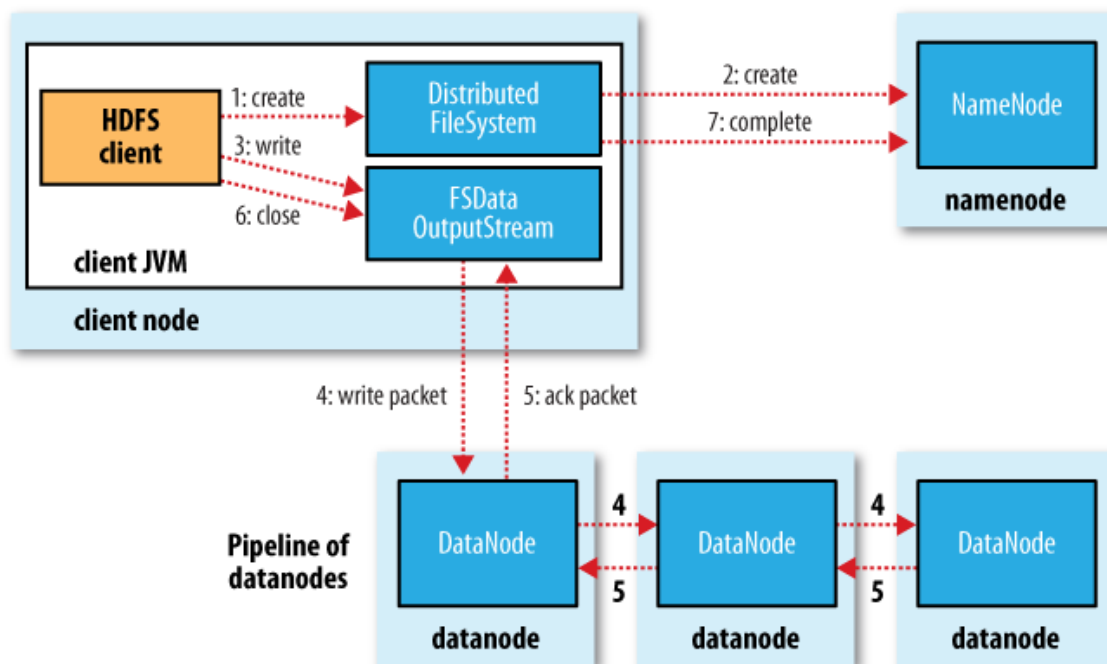 1: create
HDFS
client
3: write
6: close
Distributed
FileSystem
FSData
OutputStream
client JVM
client node
2: create
7: complete
NameNode
namenode
4: write packet
5: ack packet
Pipeline of
datanodes
DataNode
4
5
DataNode
4
5
DataNode
datanode
datanode
datanode